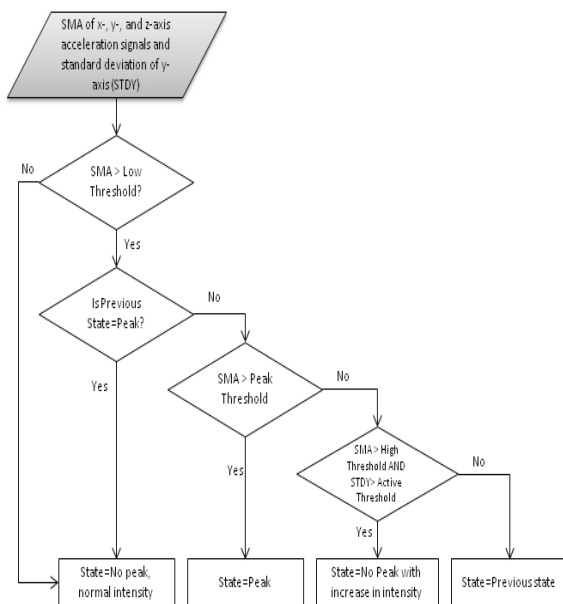 SMA of x-, y-, and z-axis
acceleration signals and
standard deviation of y-
axis (STDY)
No
SMA > Low
Threshold?
Yes
Is Previous
State=Peak?
No
Yes
SMA > Peak
Threshold
No
Yes
SMA > High
Threshold AND
STDY> Active
Threshold
No
Yes
State=No peak,
normal intensity
State=Peak
State=No Peak with
increase in intensity
State=Previous state